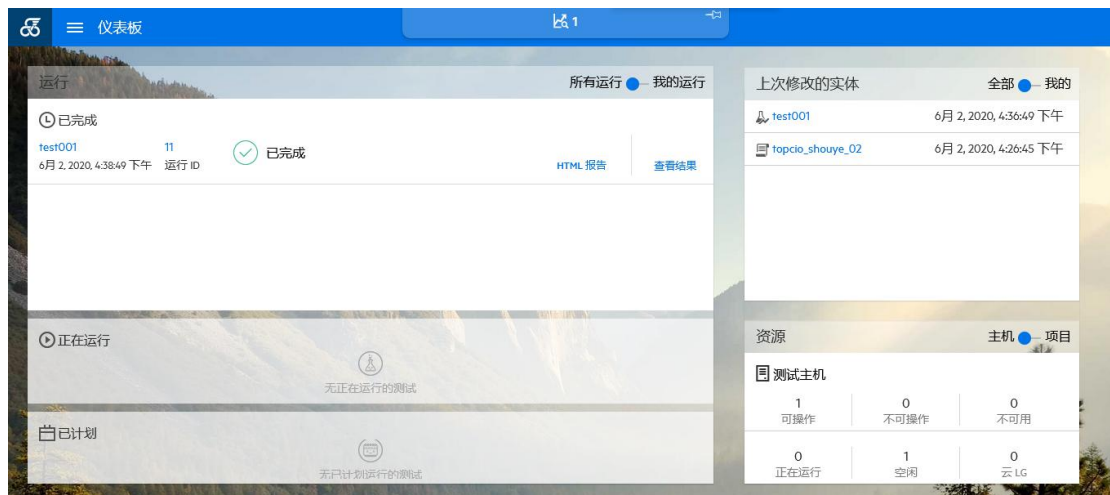 仪表板
1
运行
所有运行 我的运行
已完成
test001 11 已完成
6月 2, 2020, 4:38:49 下午 运行 ID HTML 报告 查看结果
正在运行
无正在运行的测试
已计划
无已计划运行的测试
上次修改的实体 全部 我的
test001 6月 2, 2020, 4:36:49 下午
topcio_shouye_02 6月 2, 2020, 4:26:45 下午
资源 主机 项目
测试主机
1 0 0
可操作 不可操作 不可用
0 1 0
正在运行 空闲 云 LG